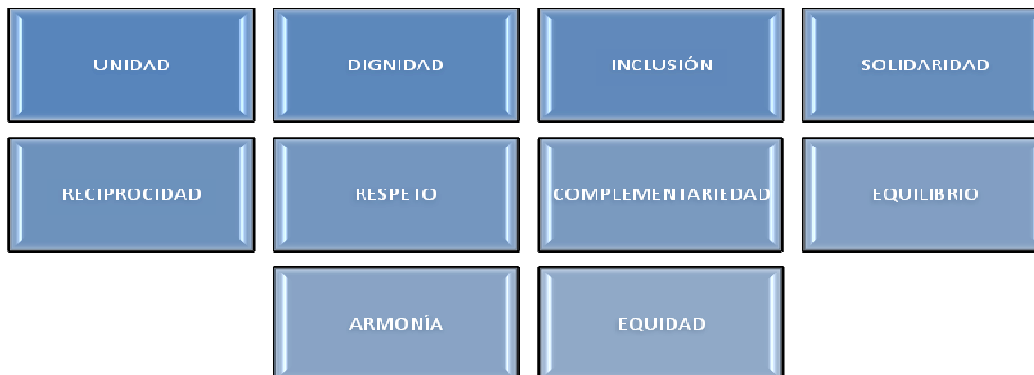 UNIDAD
DIGNIDAD
INCLUSIÓN
SOLIDARIDAD
RECIPROCIDAD
RESPETO
COMPLEMENTARIEDAD
EQUILIBRIO
ARMONÍA
EQUIDAD